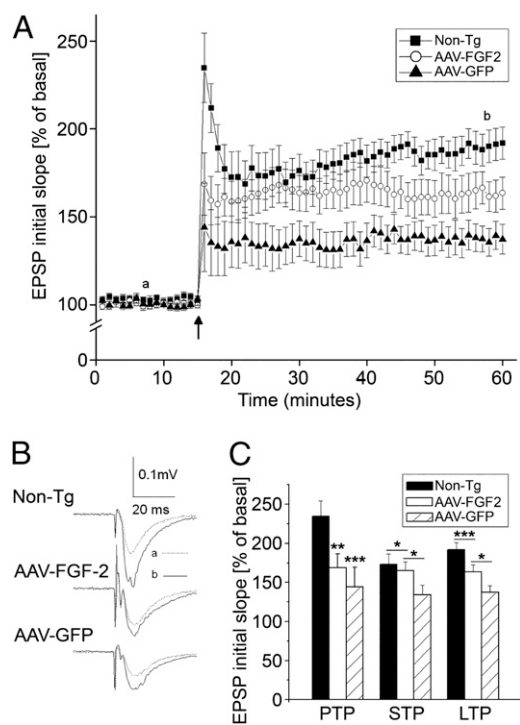 A
EPSP initial slope [% of basal]
250
200
150
100
0
Non-Tg
AAV-FGF2
AAV-GFP
a
b
0
10
20
30
40
50
60
Time (minutes)
B
0.1mV
20 ms
Non-Tg
a
b
AAV-FGF-2
AAV-GFP
C
EPSP initial slope [% of basal]
250
200
150
100
50
0
Non-Tg
AAV-FGF2
AAV-GFP
**
***
*
*
***
*
PTP
STP
LTP